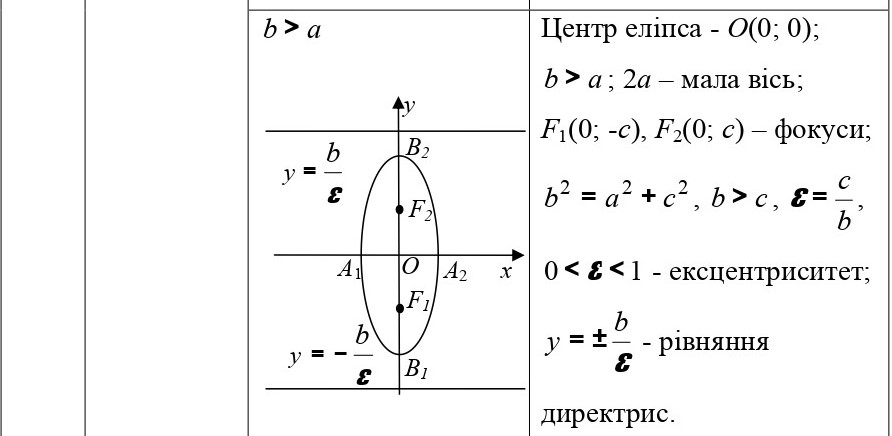 b > a
y
B₂
y = b/ε
F₂
A₁ O A₂ x
F₁
y = − b/ε
B₁
Центр еліпса - O(0; 0);
b > a ; 2a – мала вісь;
F₁(0; -c), F₂(0; c) – фокуси;
b² = a² + c² , b > c , ε = c/b ,
0 < ε < 1 - ексцентриситет;
y = ± b/ε - рівняння
директрис.